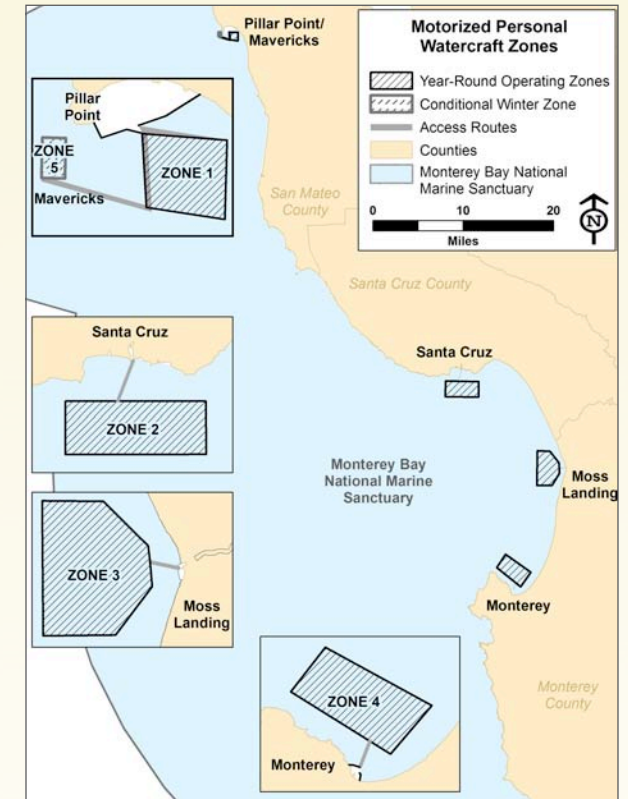 Pillar Point/
Mavericks
Motorized Personal
Watercraft Zones
Year-Round Operating Zones
Conditional Winter Zone
Access Routes
Counties
Monterey Bay National
Marine Sanctuary
0 10 20
Miles
N
Pillar
Point
ZONE
5
ZONE 1
Mavericks
San Mateo
County
Santa Cruz County
Santa Cruz
ZONE 2
Santa Cruz
Monterey Bay
National Marine
Sanctuary
Moss
Landing
ZONE 3
Moss
Landing
Monterey
ZONE 4
Monterey
Monterey
County